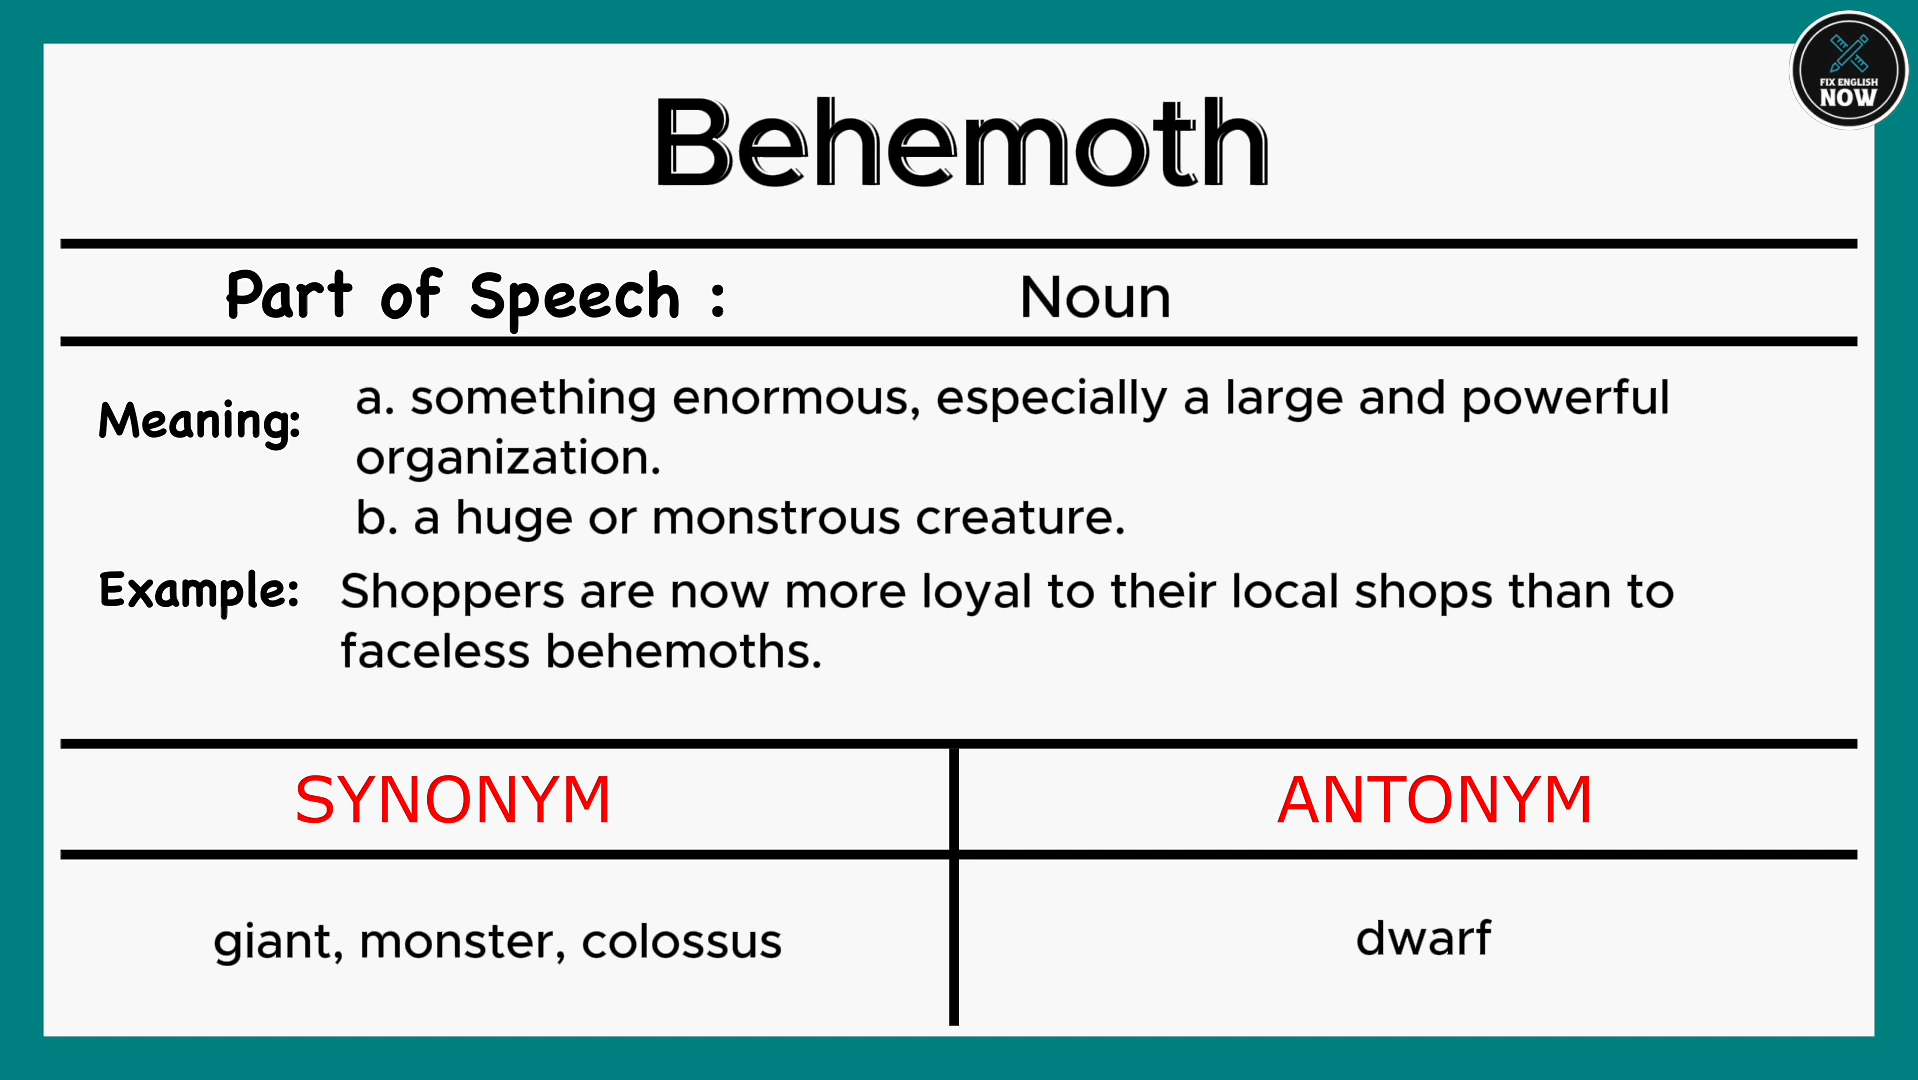 FIX ENGLISH
NOW
Behemoth
Part of Speech : Noun
Meaning: a. something enormous, especially a large and powerful
organization.
b. a huge or monstrous creature.
Example: Shoppers are now more loyal to their local shops than to
faceless behemoths.
SYNONYM ANTONYM
giant, monster, colossus dwarf